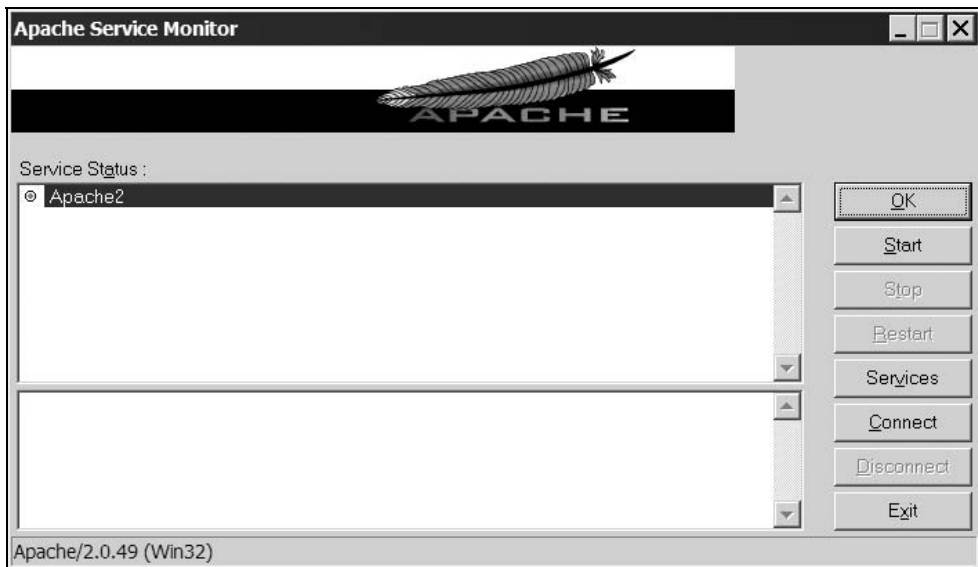 Apache Service Monitor
APACHE
Service Status :
Apache2
OK
Start
Stop
Restart
Services
Connect
Disconnect
Exit
Apache/2.0.49 (Win32)